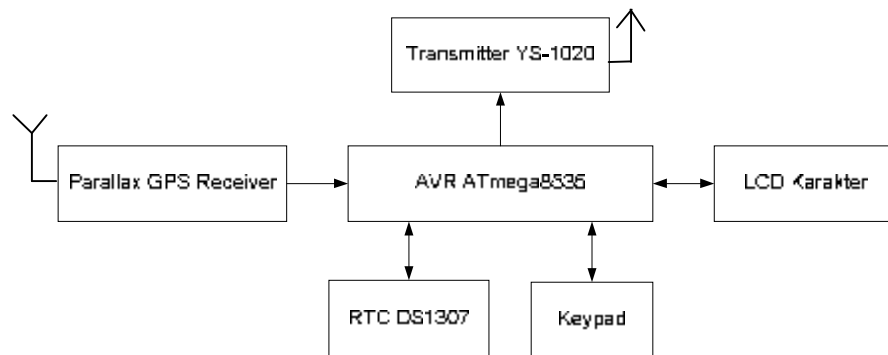 Transmitter YS-1020
Parallax GPS Receiver
AVR ATmega8535
LCD Karakter
RTC DS1307
Keypad